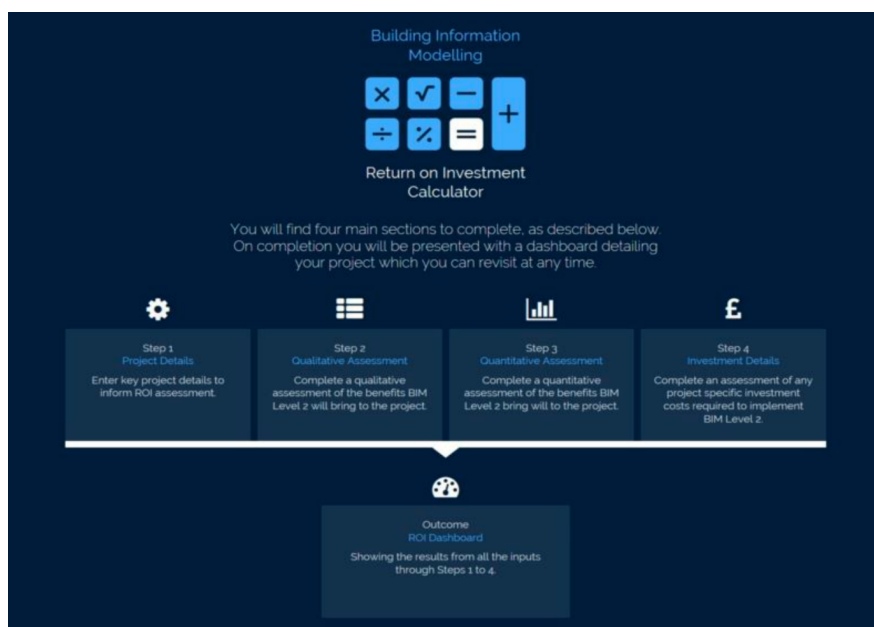 Building Information
Modelling
Return on Investment
Calculator
You will find four main sections to complete, as described below.
On completion you will be presented with a dashboard detailing
your project which you can revisit at any time.
Step 1
Project Details
Enter key project details to
inform ROI assessment.
Step 2
Qualitative Assessment
Complete a qualitative
assessment of the benefits BIM
Level 2 will bring to the project.
Step 3
Quantitative Assessment
Complete a quantitative
assessment of the benefits BIM
Level 2 bring will to the project.
£
Step 4
Investment Details
Complete an assessment of any
project specific investment
costs required to implement
BIM Level 2.
Outcome
ROI Dashboard
Showing the results from all the inputs
through Steps 1 to 4.